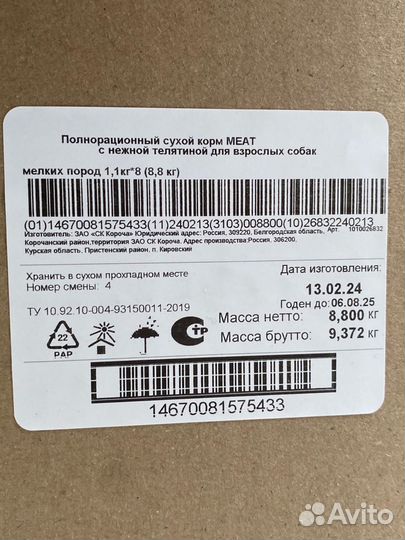 Полнорационный сухой корм MEAT
с нежной телятиной для взрослых собак
мелких пород 1,1кг*8 (8,8 кг)
(01)14670081575433(11)240213(3103)008800(10)26832240213
Изготовитель: ЗАО «СК Короча» Юридический адрес: Россия, 309220, Белгородская область, Арт. 1010026832
Корочанский район,территория ЗАО СК Короча. Адрес производства:Россия, 306200,
Курская область, Пристенский район, п. Кировский
Хранить в сухом прохладном месте
Номер смены: 4
Дата изготовления:
13.02.24
Годен до: 06.08.25
ТУ 10.92.10-004-93150011-2019
Масса нетто: 8,800 кг
Масса брутто: 9,372 кг
22
PAP
СТР
14670081575433
Avito